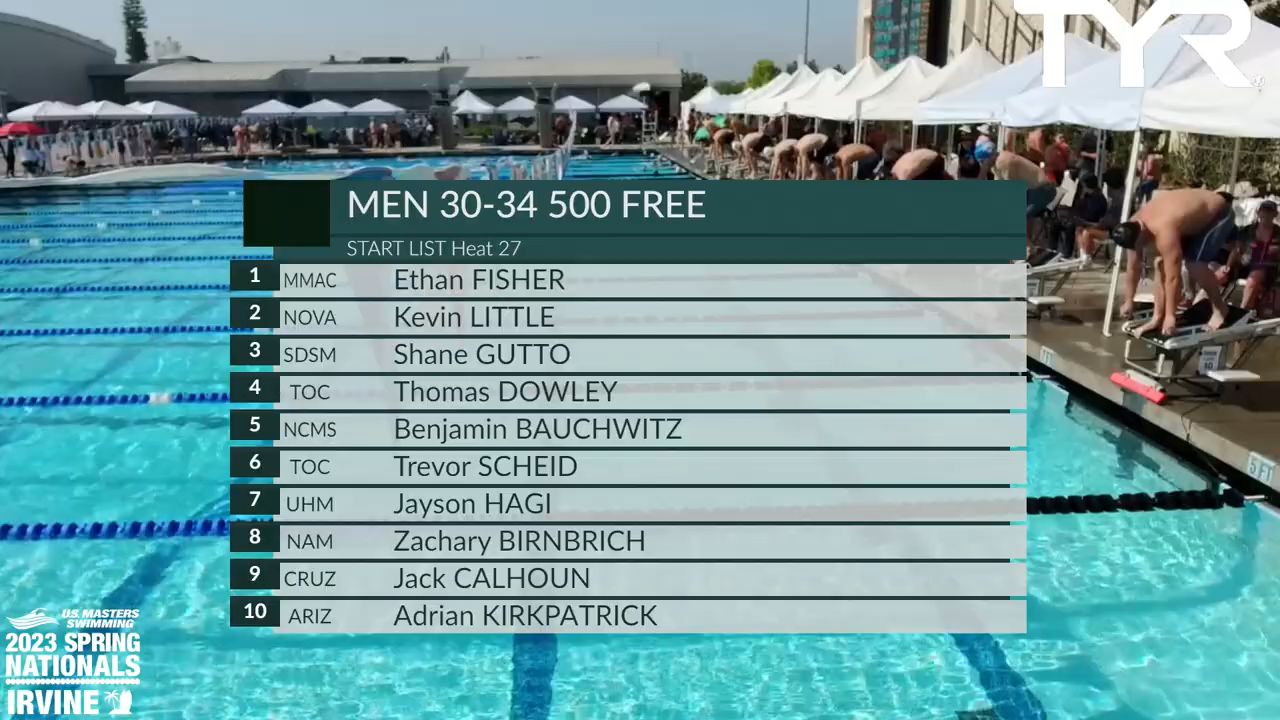 TYR
MEN 30-34 500 FREE
START LIST Heat 27
1 MMAC Ethan FISHER
2 NOVA Kevin LITTLE
3 SDSM Shane GUTTO
4 TOC Thomas DOWLEY
5 NCMS Benjamin BAUCHWITZ
6 TOC Trevor SCHEID
7 UHM Jayson HAGI
8 NAM Zachary BIRNBRICH
9 CRUZ Jack CALHOUN
10 ARIZ Adrian KIRKPATRICK
5 FT
U.S. MASTERS
SWIMMING
2023 SPRING
NATIONALS
IRVINE